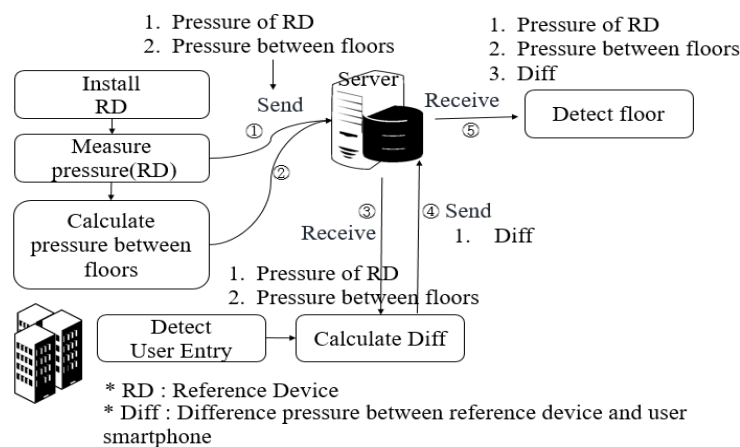 1. Pressure of RD
2. Pressure between floors
1. Pressure of RD
2. Pressure between floors
3. Diff
Install
RD
Server
Send
Receive
Detect floor
①
⑤
Measure
pressure(RD)
②
Calculate
pressure between
floors
③
Receive
④ Send
1. Diff
1. Pressure of RD
2. Pressure between floors
Detect
User Entry
Calculate Diff
* RD : Reference Device
* Diff : Difference pressure between reference device and user
smartphone